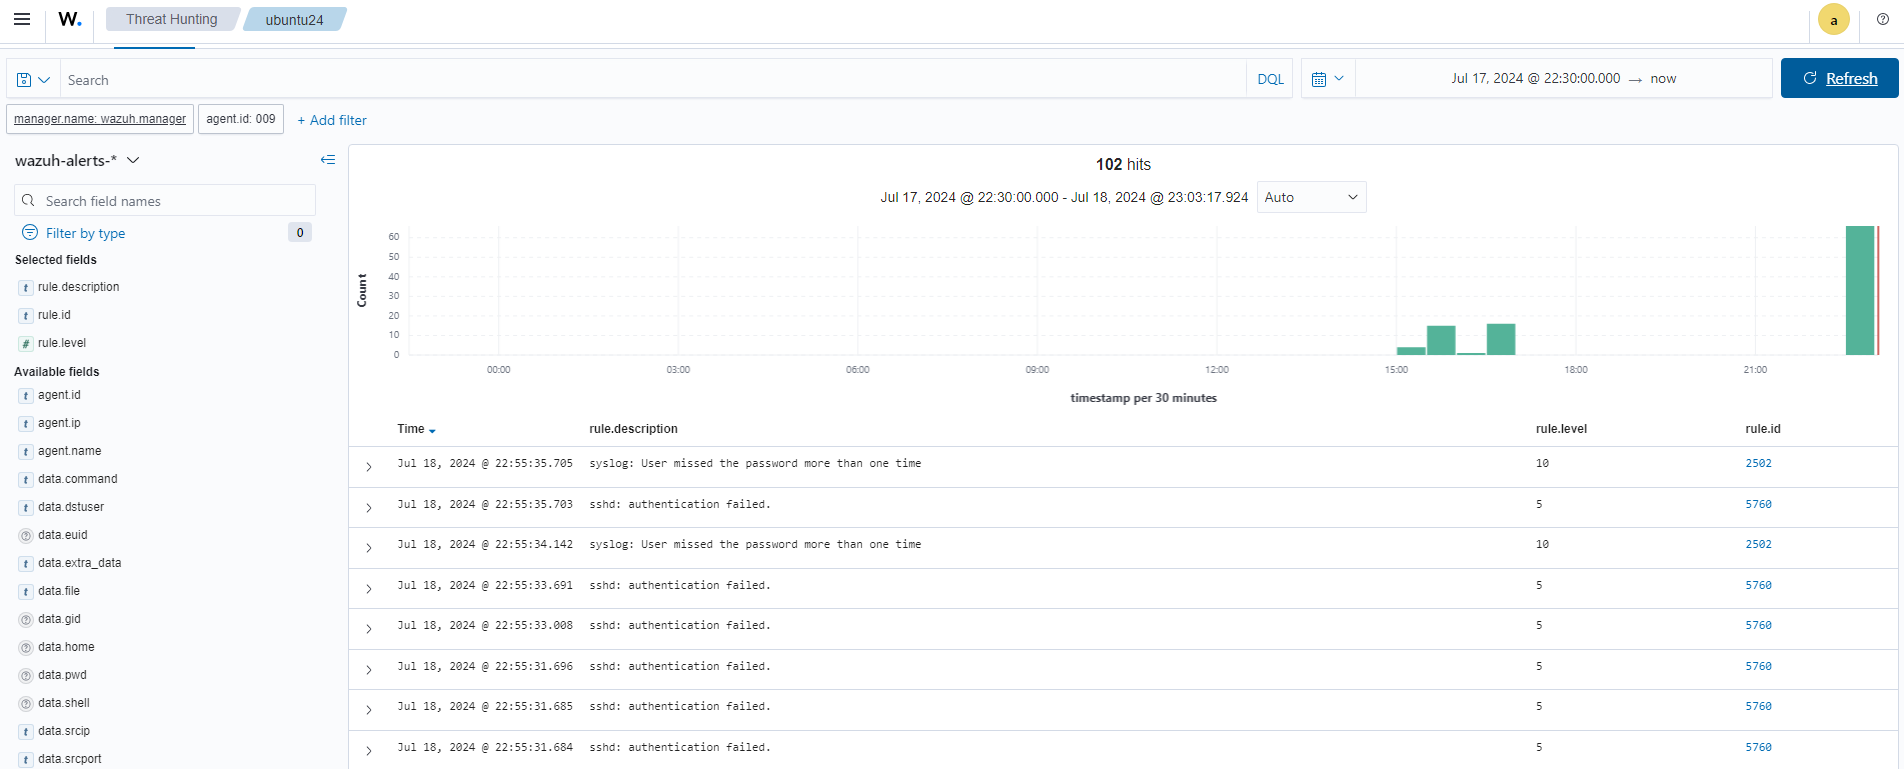 W. Threat Hunting ubuntu24 a
Search DQL Jul 17, 2024 @ 22:30:00.000 → now Refresh
manager.name: wazuh.manager agent.id: 009 + Add filter
wazuh-alerts-*
Search field names
Filter by type 0
Selected fields
t rule.description
t rule.id
# rule.level
Available fields
t agent.id
t agent.ip
t agent.name
t data.command
t data.dstuser
data.euid
t data.extra_data
t data.file
data.gid
data.home
data.pwd
data.shell
t data.srcip
t data.srcport
102 hits
Jul 17, 2024 @ 22:30:00.000 - Jul 18, 2024 @ 23:03:17.924 Auto
Count
60
50
40
30
20
10
0
00:00 03:00 06:00 09:00 12:00 15:00 18:00 21:00
timestamp per 30 minutes
Time rule.description rule.level rule.id
Jul 18, 2024 @ 22:55:35.705 syslog: User missed the password more than one time 10 2502
Jul 18, 2024 @ 22:55:35.703 sshd: authentication failed. 5 5760
Jul 18, 2024 @ 22:55:34.142 syslog: User missed the password more than one time 10 2502
Jul 18, 2024 @ 22:55:33.691 sshd: authentication failed. 5 5760
Jul 18, 2024 @ 22:55:33.008 sshd: authentication failed. 5 5760
Jul 18, 2024 @ 22:55:31.696 sshd: authentication failed. 5 5760
Jul 18, 2024 @ 22:55:31.685 sshd: authentication failed. 5 5760
Jul 18, 2024 @ 22:55:31.684 sshd: authentication failed. 5 5760